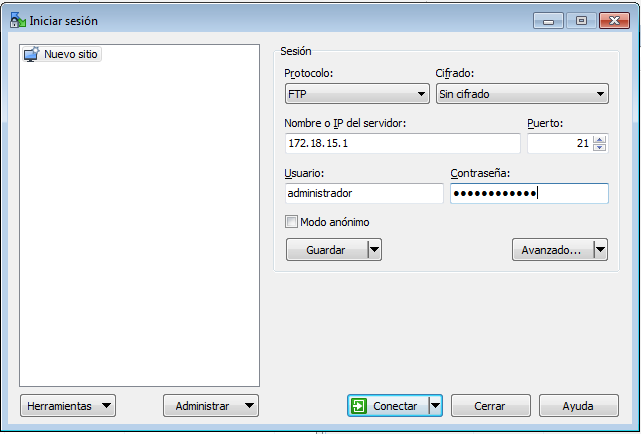 Iniciar sesión
Nuevo sitio
Sesión
Protocolo: Cifrado:
FTP Sin cifrado
Nombre o IP del servidor: Puerto:
172.18.15.1 21
Usuario: Contraseña:
administrador ●●●●●●●●●●●●
Modo anónimo
Guardar Avanzado...
Herramientas Administrar Conectar Cerrar Ayuda